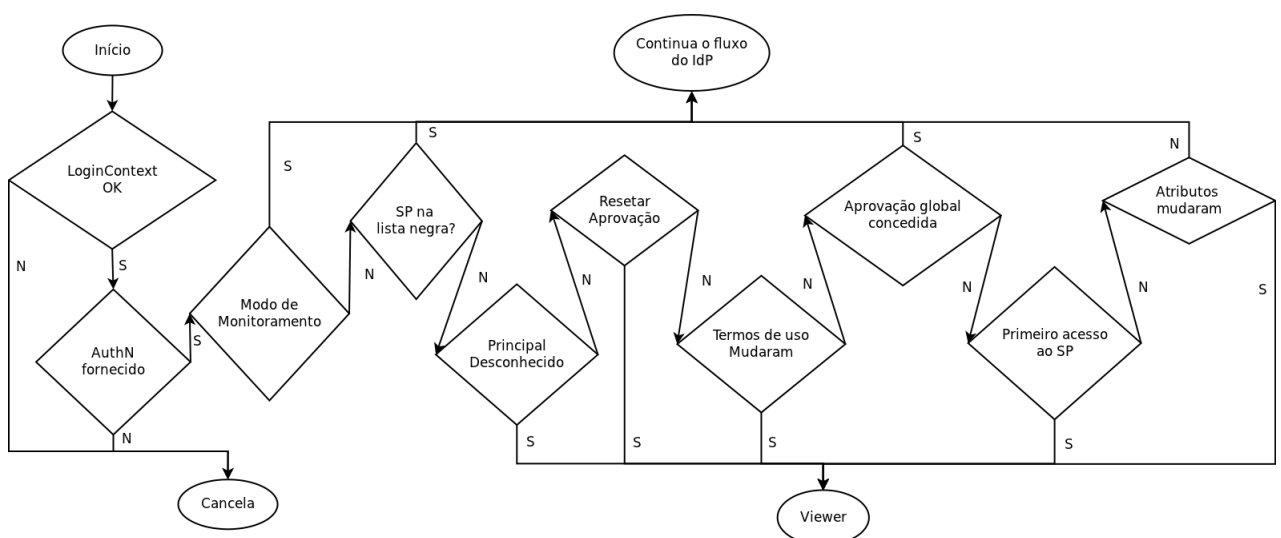 Início
Continua o fluxo
do IdP
LoginContext
OK
N
S
AuthN
fornecido
N
S
Cancela
Modo de
Monitoramento
S
N
SP na
lista negra?
S
N
Principal
Desconhecido
S
N
Resetar
Aprovação
S
N
Termos de uso
Mudaram
S
N
Aprovação global
concedida
S
N
Primeiro acesso
ao SP
S
N
Atributos
mudaram
N
S
Viewer